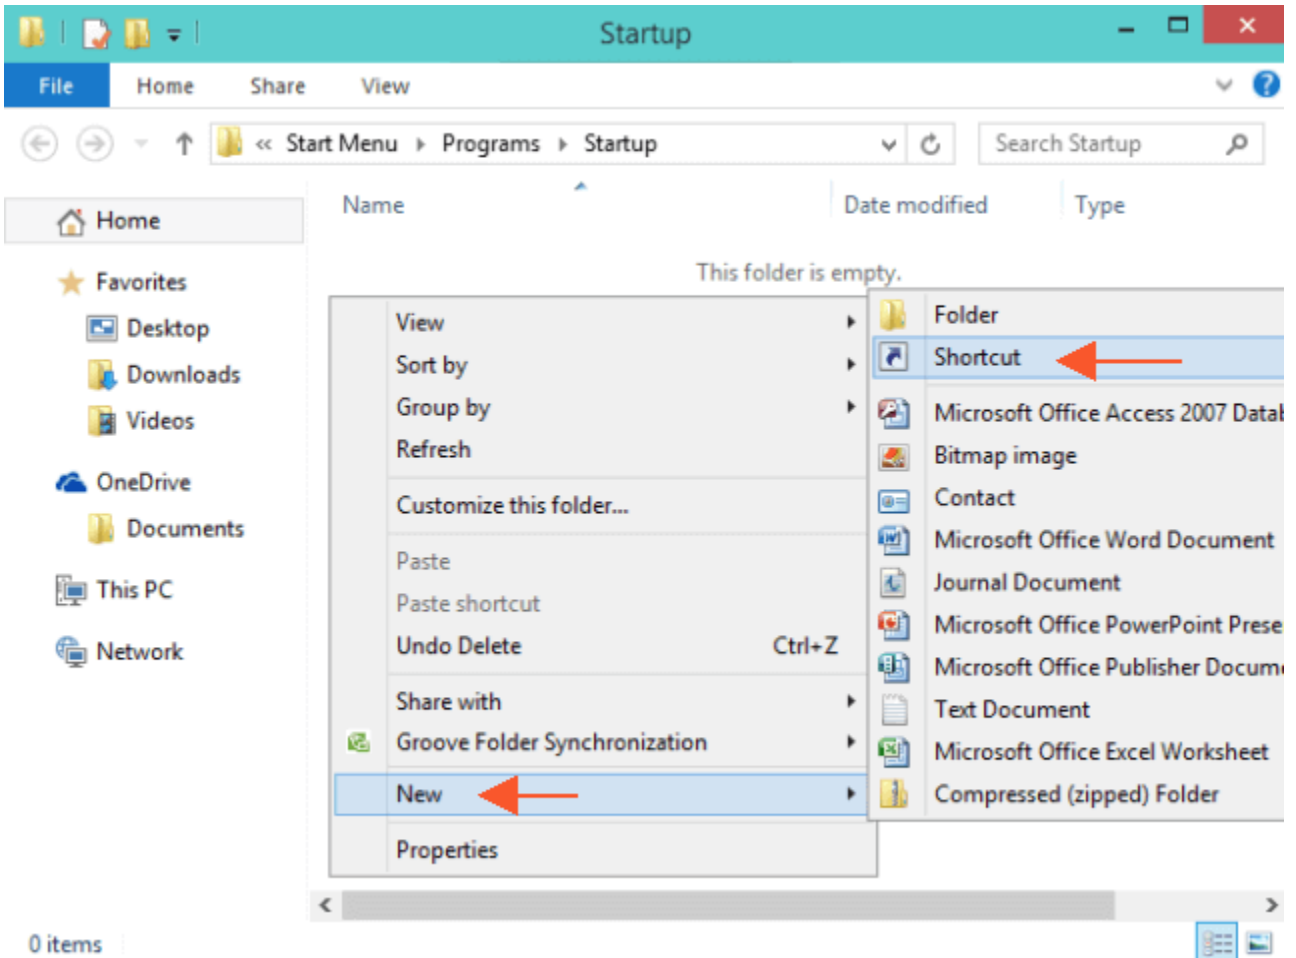 Startup
File Home Share View
« Start Menu Programs Startup Search Startup
Name Date modified Type
Home
This folder is empty.
Favorites
Desktop
Downloads
Videos
OneDrive
Documents
This PC
Network
View
Sort by
Group by
Refresh
Customize this folder...
Paste
Paste shortcut
Undo Delete Ctrl+Z
Share with
Groove Folder Synchronization
New
Properties
Folder
Shortcut
Microsoft Office Access 2007 Datab
Bitmap image
Contact
Microsoft Office Word Document
Journal Document
Microsoft Office PowerPoint Prese
Microsoft Office Publisher Docume
Text Document
Microsoft Office Excel Worksheet
Compressed (zipped) Folder
0 items